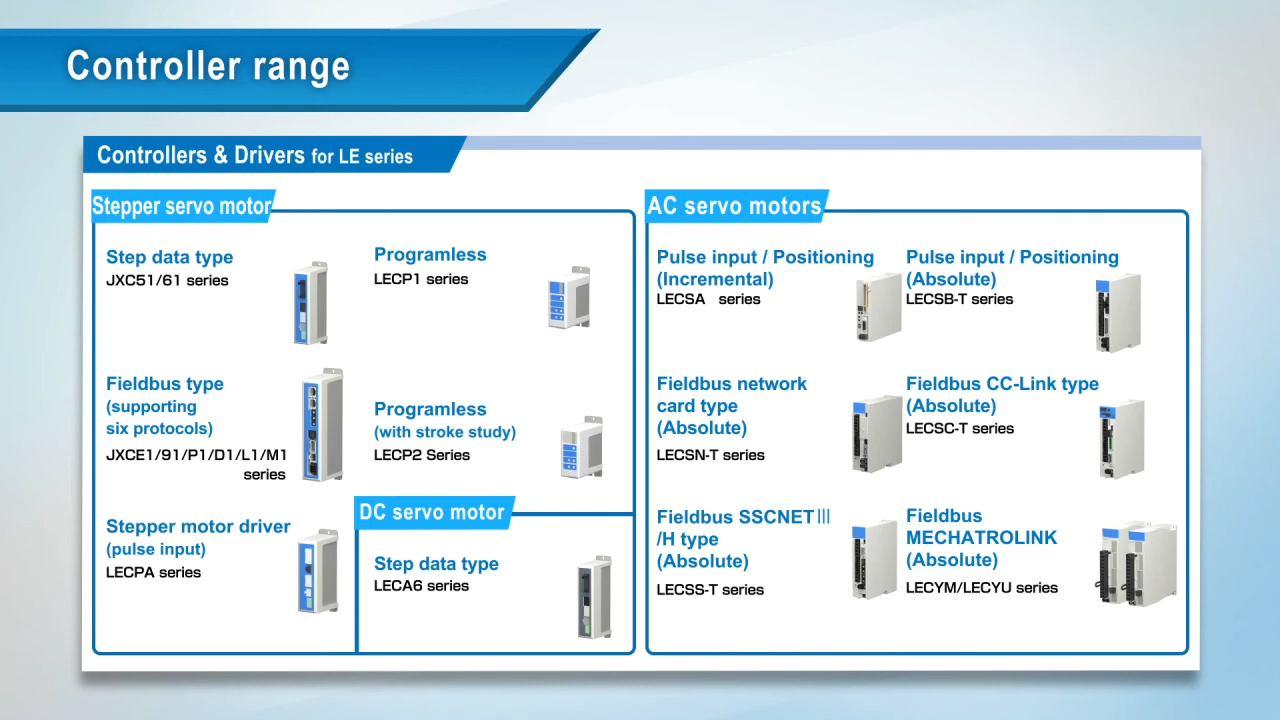 Controller range
Controllers & Drivers for LE series
Stepper servo motor
Step data type
JXC51/61 series
Programless
LECP1 series
Fieldbus type
(supporting
six protocols)
JXCE1/91/P1/D1/L1/M1
series
Programless
(with stroke study)
LECP2 Series
Stepper motor driver
(pulse input)
LECPA series
DC servo motor
Step data type
LECA6 series
AC servo motors
Pulse input / Positioning
(Incremental)
LECSA series
Pulse input / Positioning
(Absolute)
LECSB-T series
Fieldbus network
card type
(Absolute)
LECSN-T series
Fieldbus CC-Link type
(Absolute)
LECSC-T series
Fieldbus SSCNETⅢ
/H type
(Absolute)
LECSS-T series
Fieldbus
MECHATROLINK
(Absolute)
LECYM/LECYU series